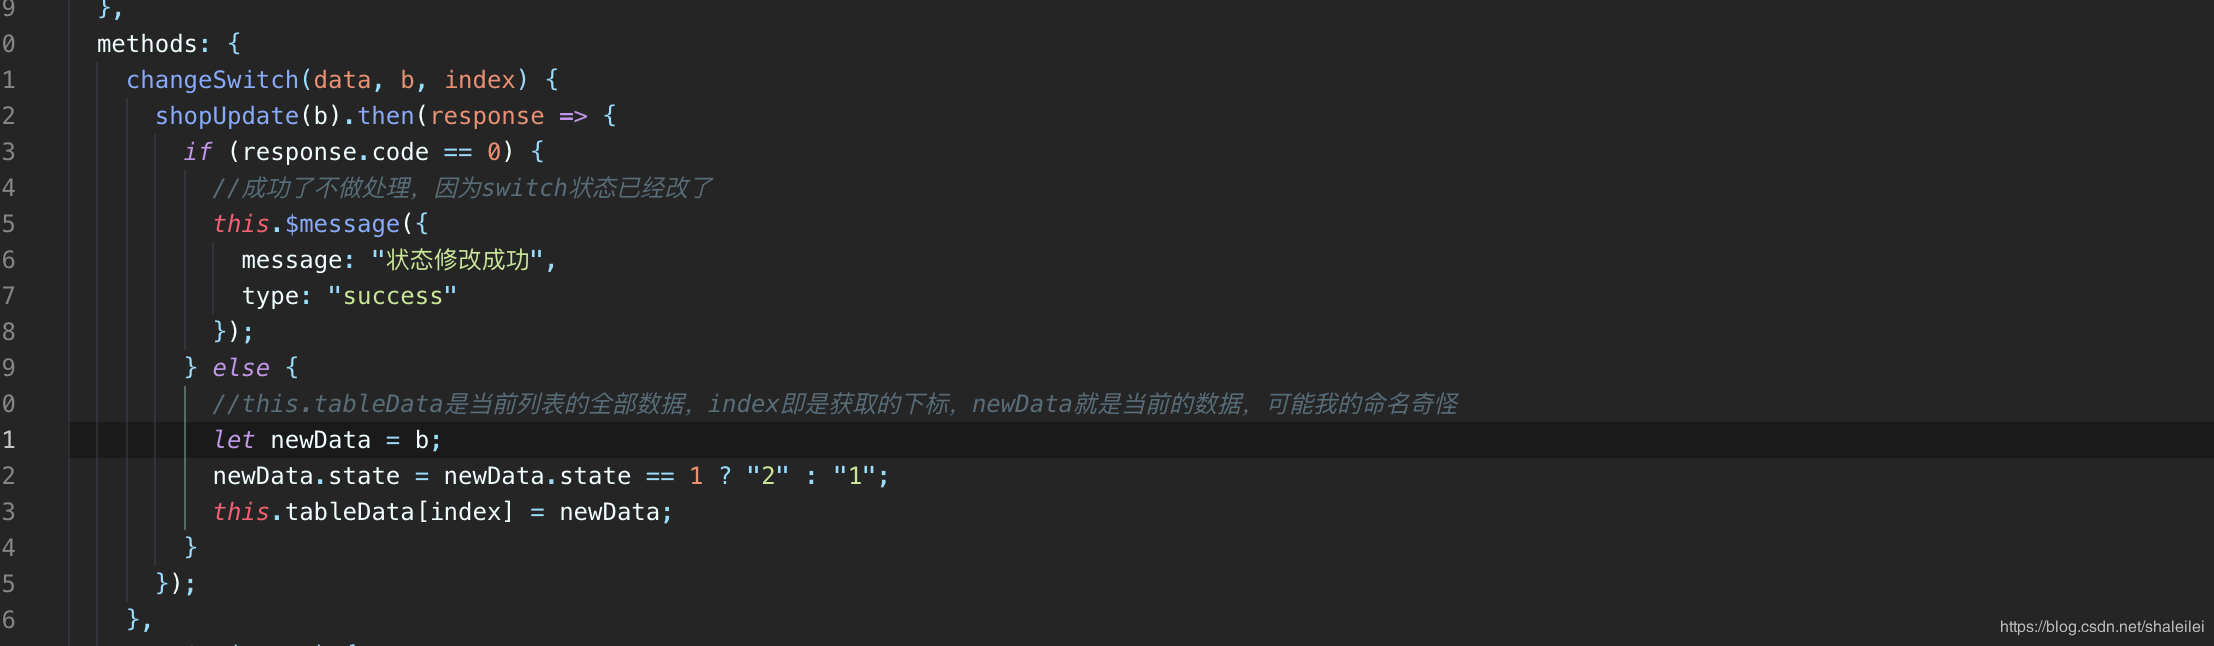 9 },
0 methods: {
1 changeSwitch(data, b, index) {
2 shopUpdate(b).then(response => {
3 if (response.code == 0) {
4 //成功了不做处理，因为switch状态已经改了
5 this.$message({
6 message: "状态修改成功",
7 type: "success"
8 });
9 } else {
0 //this.tableData是当前列表的全部数据，index即是获取的下标，newData就是当前的数据，可能我的命名奇怪
1 let newData = b;
2 newData.state = newData.state == 1 ? "2" : "1";
3 this.tableData[index] = newData;
4 }
5 });
6 },
https://blog.csdn.net/shaleilei